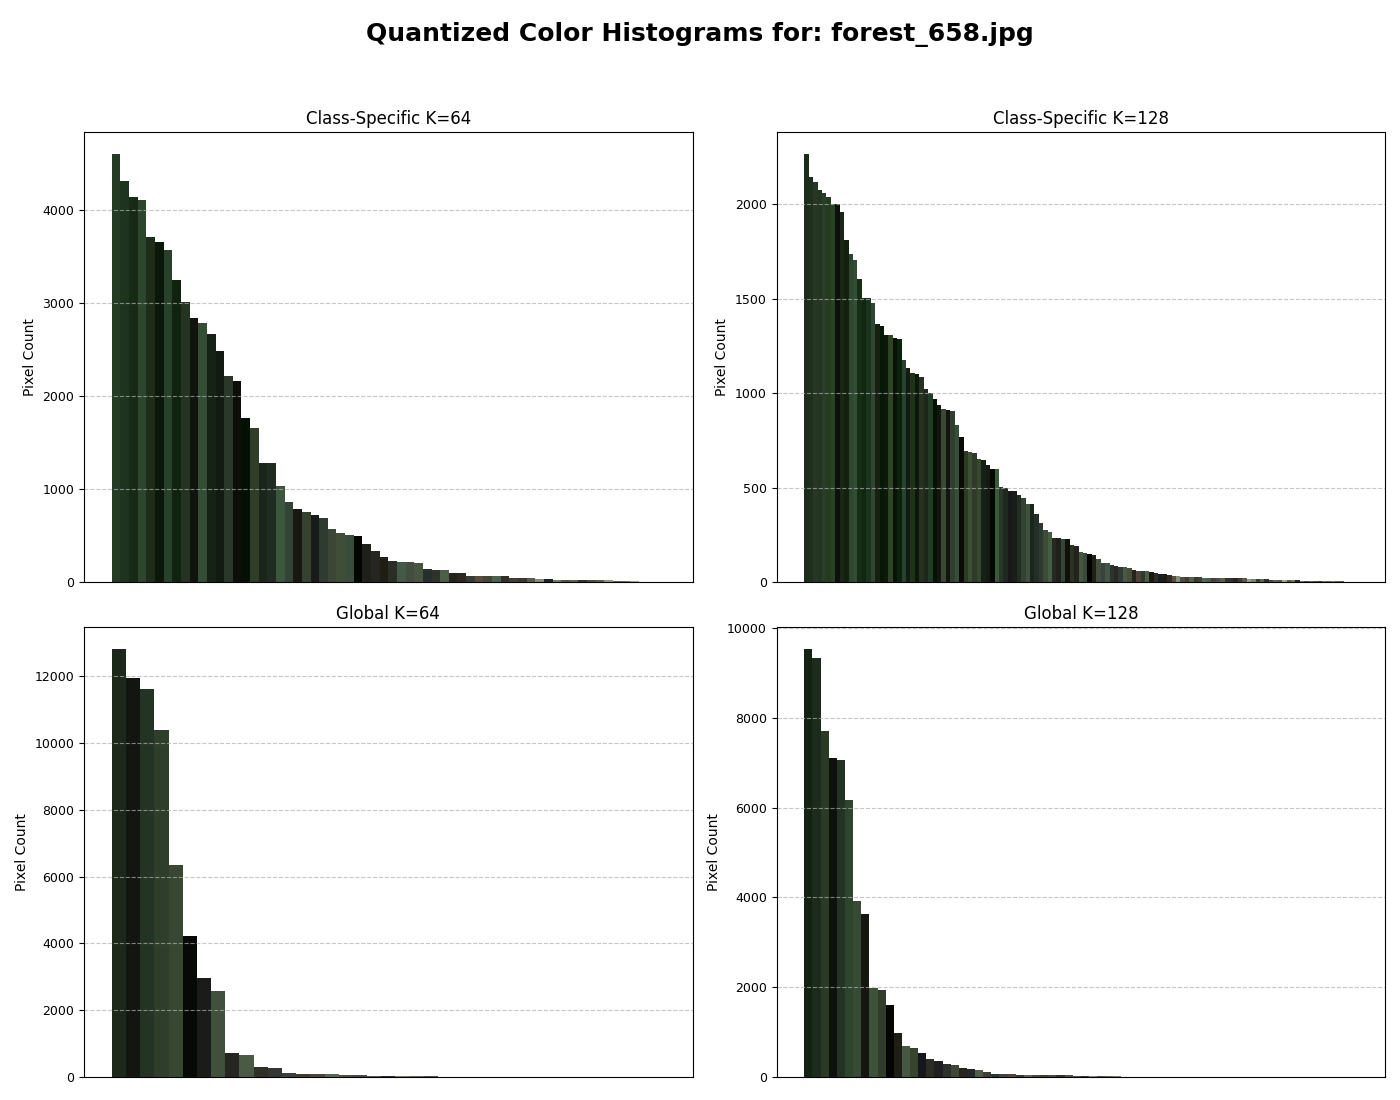 Quantized Color Histograms for: forest_658.jpg
Class-Specific K=64
Pixel Count
4000
3000
2000
1000
0
Class-Specific K=128
Pixel Count
2000
1500
1000
500
0
Global K=64
Pixel Count
12000
10000
8000
6000
4000
2000
0
Global K=128
Pixel Count
10000
8000
6000
4000
2000
0